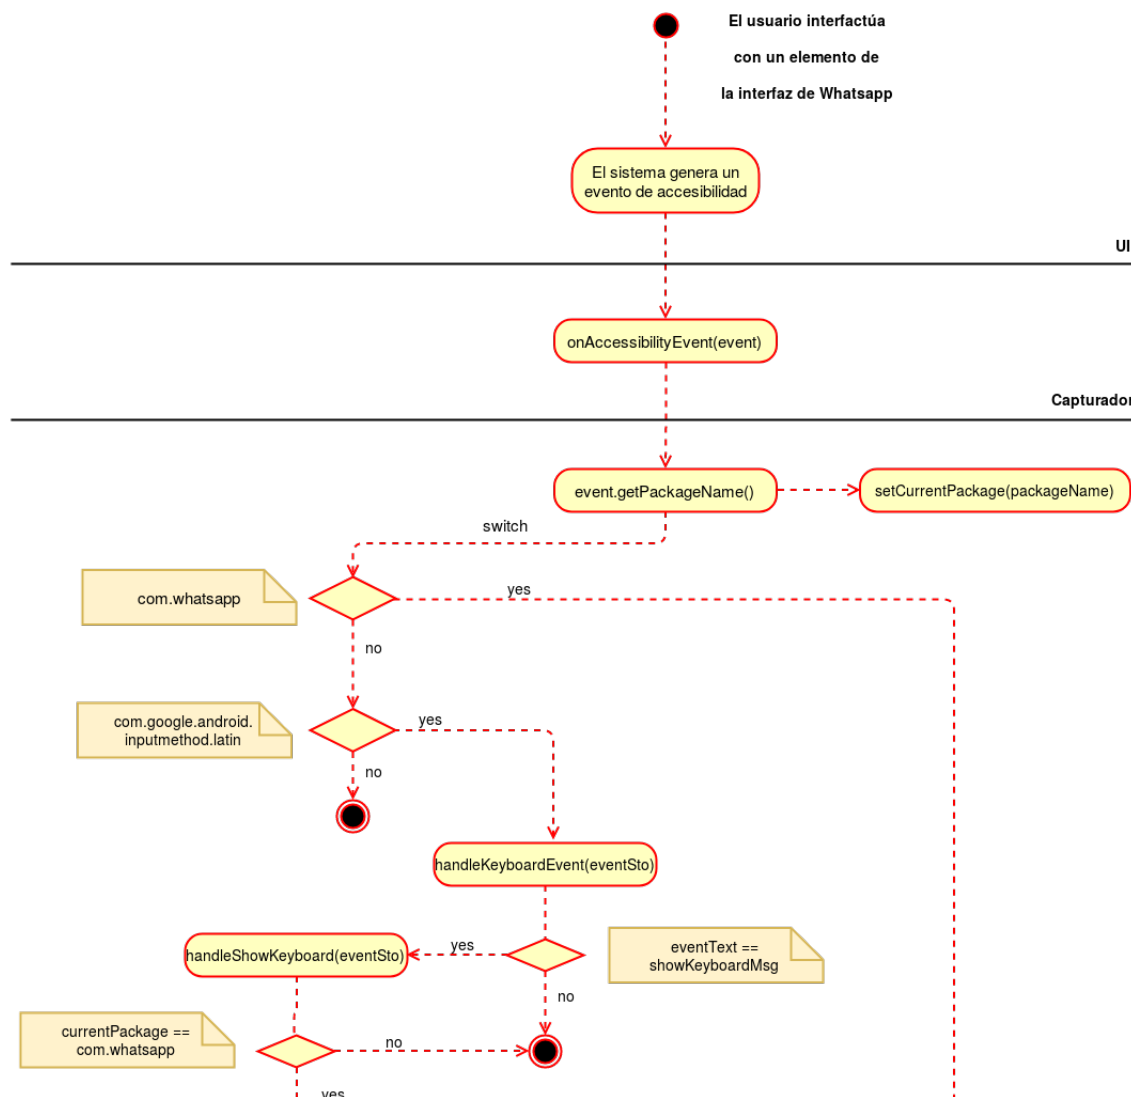 El usuario interfactúa
con un elemento de
la interfaz de Whatsapp
El sistema genera un
evento de accesibilidad
UI
onAccessibilityEvent(event)
Capturador
event.getPackageName()
setCurrentPackage(packageName)
switch
com.whatsapp
yes
no
com.google.android.
inputmethod.latin
yes
no
handleKeyboardEvent(eventSto)
handleShowKeyboard(eventSto)
yes
eventText ==
showKeyboardMsg
no
currentPackage ==
com.whatsapp
no
yes